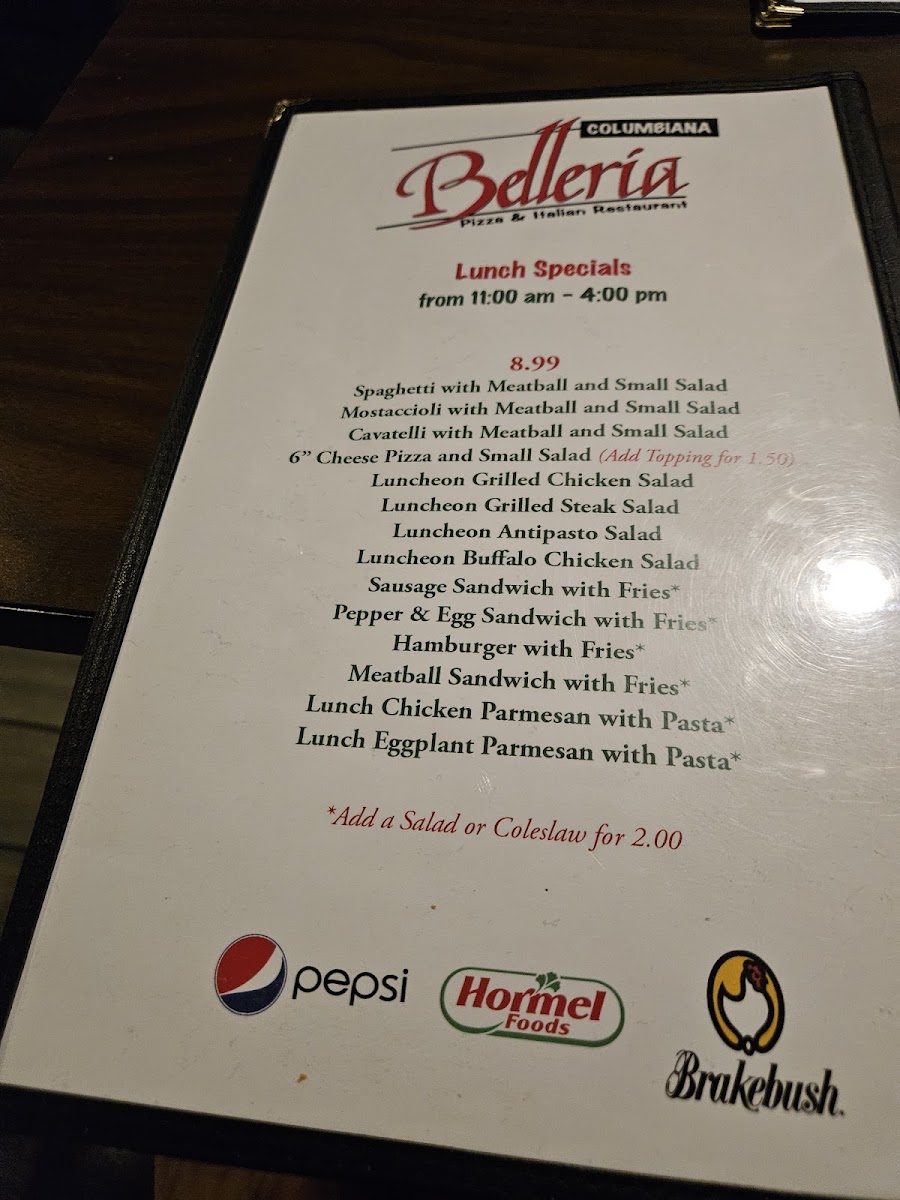 COLUMBIANA
Belleria
Pizza & Italian Restaurant
Lunch Specials
from 11:00 am - 4:00 pm
8.99
Spaghetti with Meatball and Small Salad
Mostaccioli with Meatball and Small Salad
Cavatelli with Meatball and Small Salad
6” Cheese Pizza and Small Salad (Add Topping for 1.50)
Luncheon Grilled Chicken Salad
Luncheon Grilled Steak Salad
Luncheon Antipasto Salad
Luncheon Buffalo Chicken Salad
Sausage Sandwich with Fries*
Pepper & Egg Sandwich with Fries*
Hamburger with Fries*
Meatball Sandwich with Fries*
Lunch Chicken Parmesan with Pasta*
Lunch Eggplant Parmesan with Pasta*
*Add a Salad or Coleslaw for 2.00
pepsi
Hormel
Foods
Brakebush.